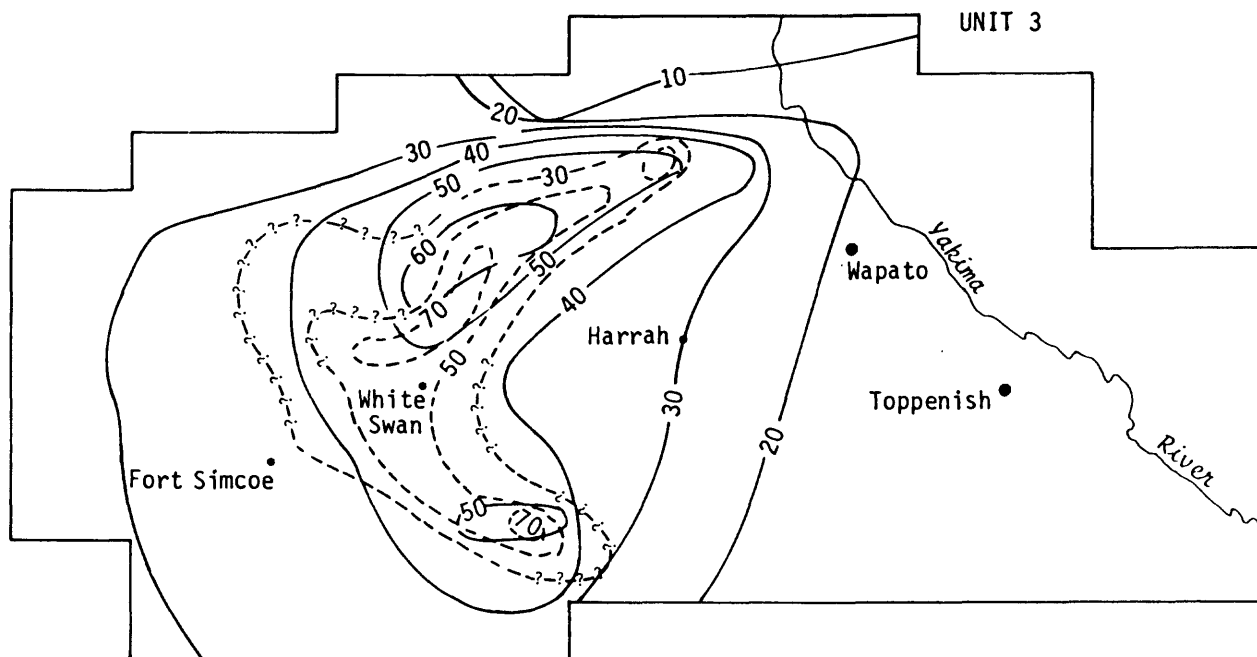 UNIT 3
10
20
30
40
50
30
60
50
40
70
50
Yakima
River
Wapato
Harrah
White
Swan
Toppenish
30
20
Fort Simcoe
50
70
? ? ? ? ? ? ? ? ? ? ? ? ? ? ? ? ? ? ? ? ? ? ? ? ? ? ? ? ? ? ? ? ? ? ? ?